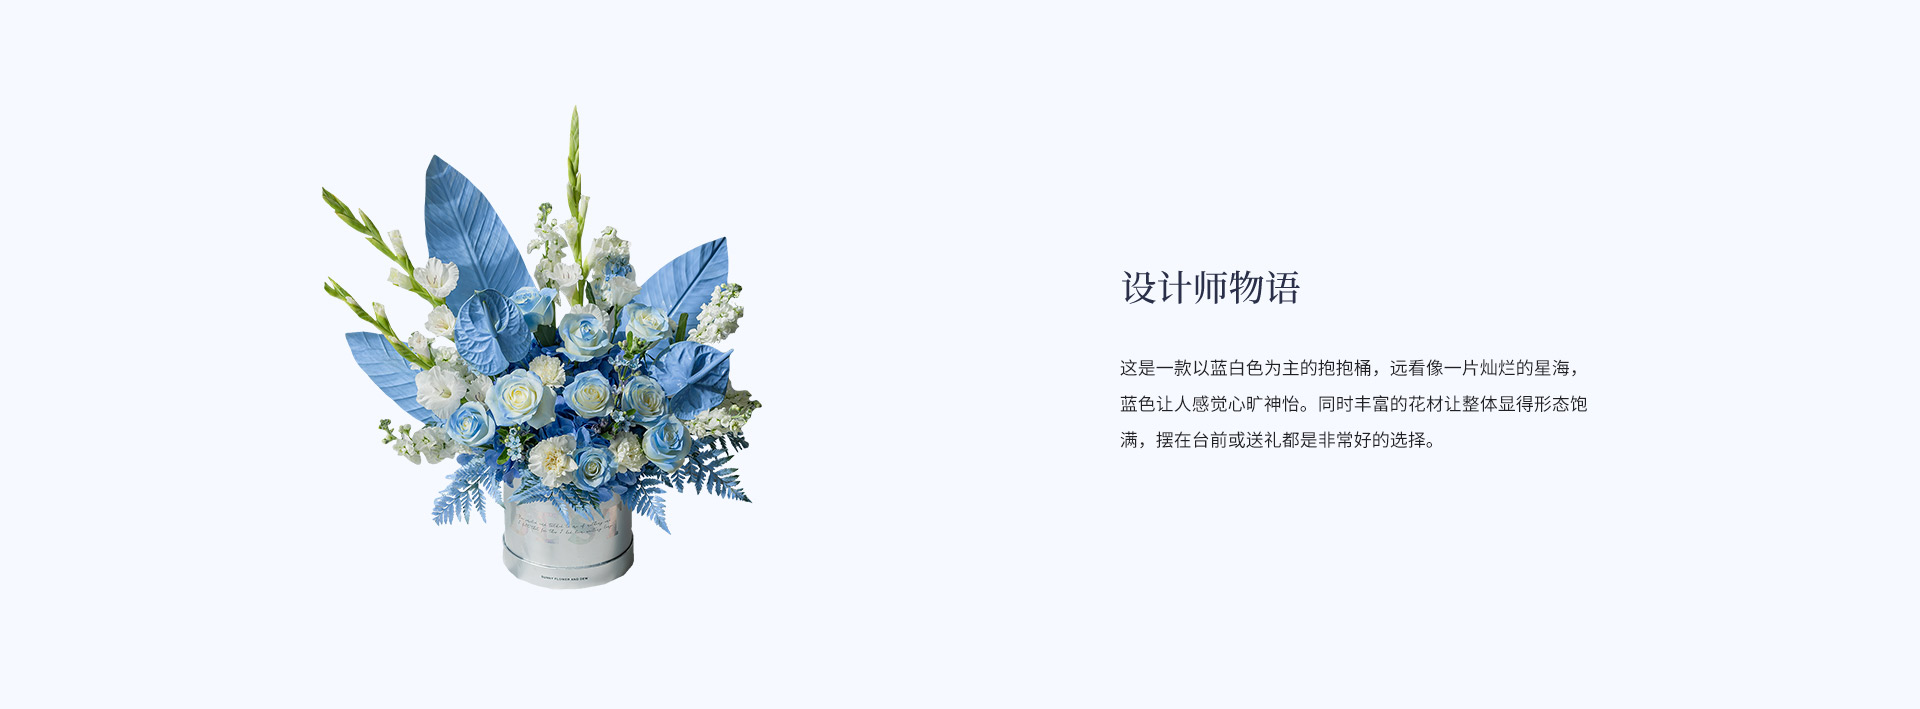 设计师物语
这是一款以蓝白色为主的抱抱桶，远看像一片灿烂的星海，
蓝色让人感觉心旷神怡。同时丰富的花材让整体显得形态饱
满，摆在台前或送礼都是非常好的选择。